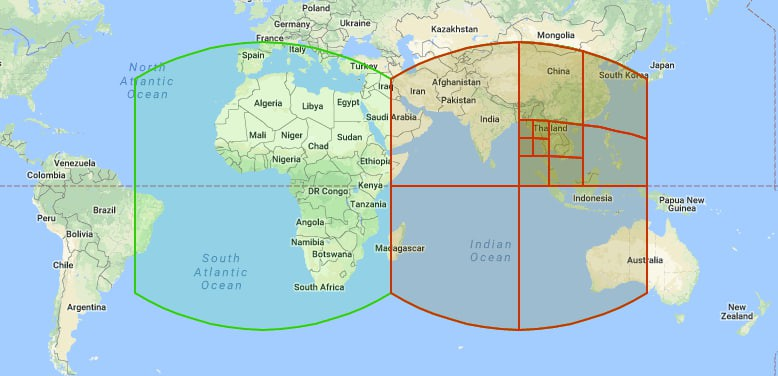 Poland
Germany
Ukraine
Kazakhstan
Mongolia
France
Italy
Spain
Turkey
North
Atlantic
Ocean
Iraq
Iran
Afghanistan
Pakistan
China
South Korea
Japan
Algeria
Libya
Egypt
Saudi Arabia
India
Thailand
Mali
Niger
Chad
Sudan
Nigeria
Ethiopia
Venezuela
Colombia
DR Congo
Kenya
Tanzania
Indonesia
Papua New
Guinea
Peru
Brazil
Bolivia
Angola
Namibia
Botswana
Madagascar
South
Atlantic
Ocean
Indian
Ocean
Australia
Chile
South Africa
Argentina
New
Zealand